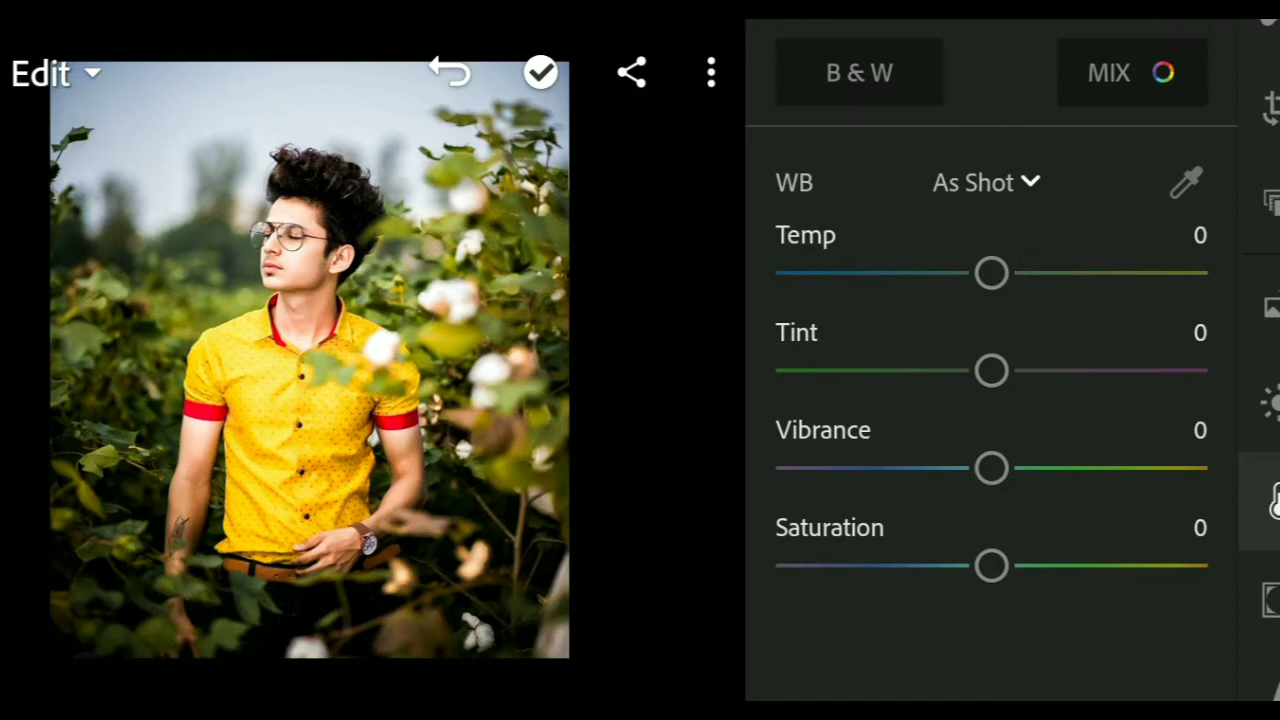 Edit
B & W
MIX
WB
As Shot
Temp
0
Tint
0
Vibrance
0
Saturation
0